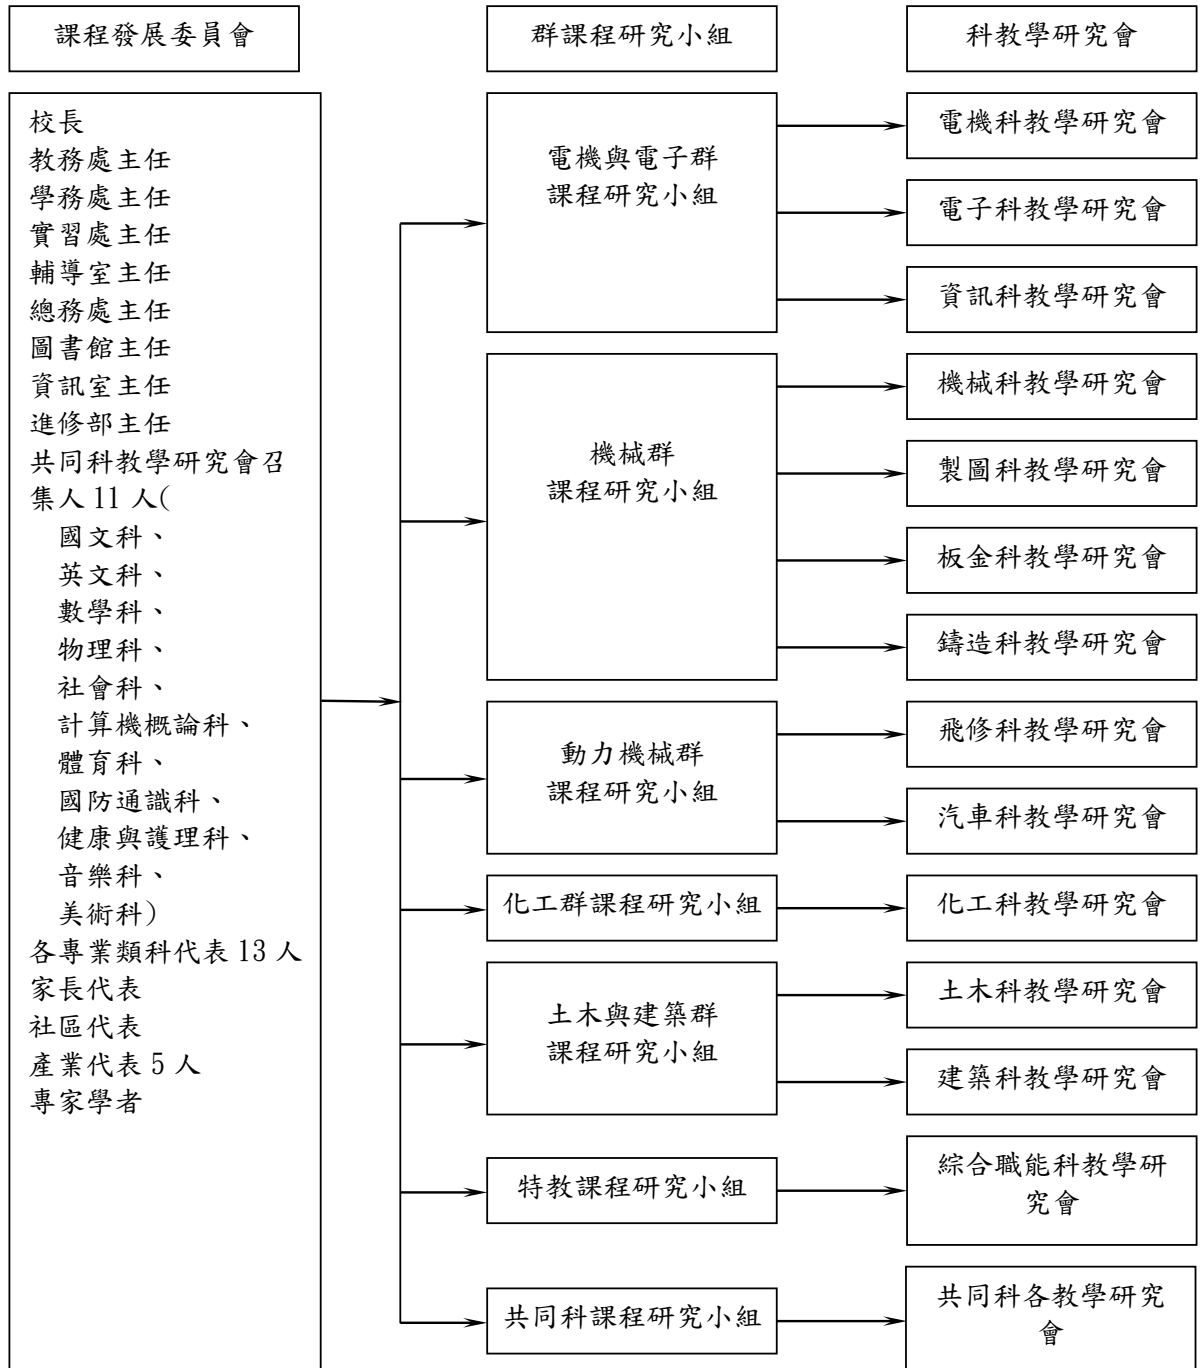 課程發展委員會
群課程研究小組
科教學研究會
校長
教務處主任
學務處主任
實習處主任
輔導室主任
總務處主任
圖書館主任
資訊室主任
進修部主任
共同科教學研究會召
集人 11 人(
國文科、
英文科、
數學科、
物理科、
社會科、
計算機概論科、
體育科、
國防通識科、
健康與護理科、
音樂科、
美術科)
各專業類科代表 13 人
家長代表
社區代表
產業代表 5 人
專家學者
電機與電子群
課程研究小組
電機科教學研究會
電子科教學研究會
資訊科教學研究會
機械群
課程研究小組
機械科教學研究會
製圖科教學研究會
板金科教學研究會
鑄造科教學研究會
動力機械群
課程研究小組
飛修科教學研究會
汽車科教學研究會
化工群課程研究小組
化工科教學研究會
土木與建築群
課程研究小組
土木科教學研究會
建築科教學研究會
特教課程研究小組
綜合職能科教學研
究會
共同科課程研究小組
共同科各教學研究
會